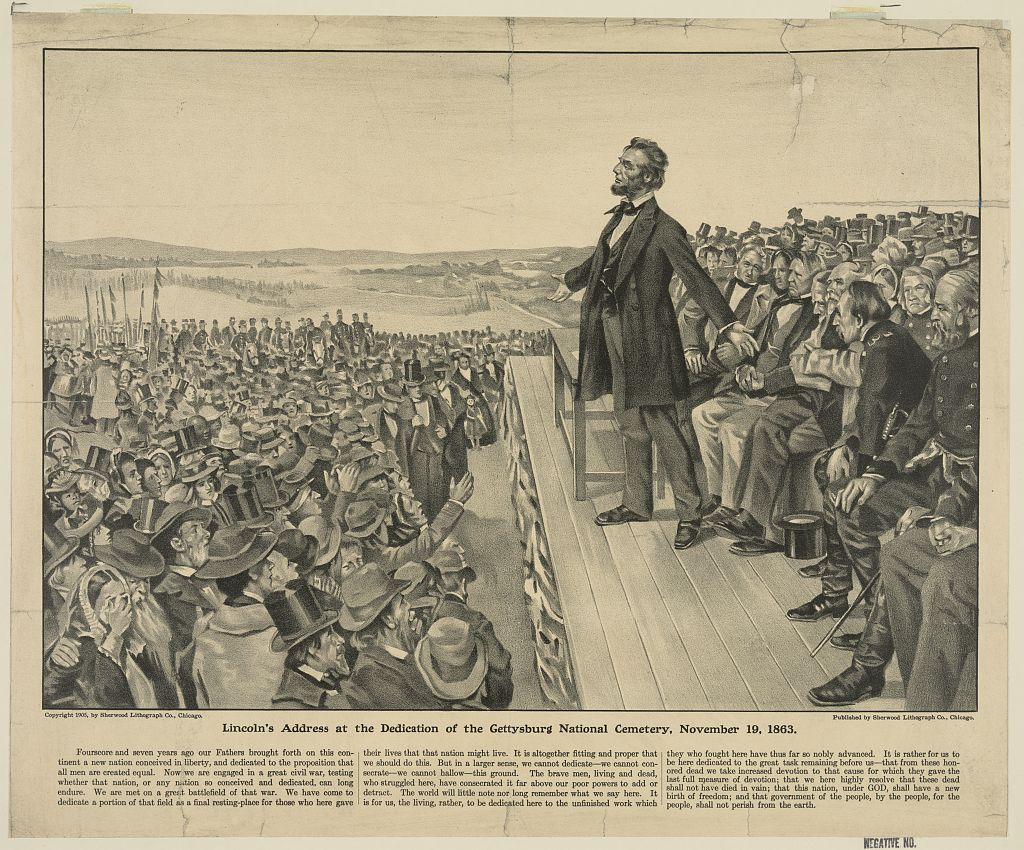 Copyright 1905, by Sherwood Lithograph Co., Chicago.
Published by Sherwood Lithograph Co., Chicago.
Lincoln's Address at the Dedication of the Gettysburg National Cemetery, November 19, 1863.
Fourscore and seven years ago our Fathers brought forth on this con-
tinent a new nation conceived in liberty, and dedicated to the proposition that
all men are created equal. Now we are engaged in a great civil war, testing
whether that nation, or any nation so conceived and dedicated, can long
endure. We are met on a great battlefield of that war. We have come to
dedicate a portion of that field as a final resting-place for those who here gave
their lives that that nation might live. It is altogether fitting and proper that
we should do this. But in a larger sense, we cannot dedicate—we cannot con-
secrate—we cannot hallow—this ground. The brave men, living and dead,
who struggled here, have consecrated it far above our poor powers to add or
detract. The world will little note nor long remember what we say here. It
is for us, the living, rather, to be dedicated here to the unfinished work which
they who fought here have thus far so nobly advanced. It is rather for us to
be here dedicated to the great task remaining before us—that from these hon-
ored dead we take increased devotion to that cause for which they gave the
last full measure of devotion; that we here highly resolve that these dead
shall not have died in vain; that this nation, under GOD, shall have a new
birth of freedom; and that government of the people, by the people, for the
people, shall not perish from the earth.
NEGATIVE NO.